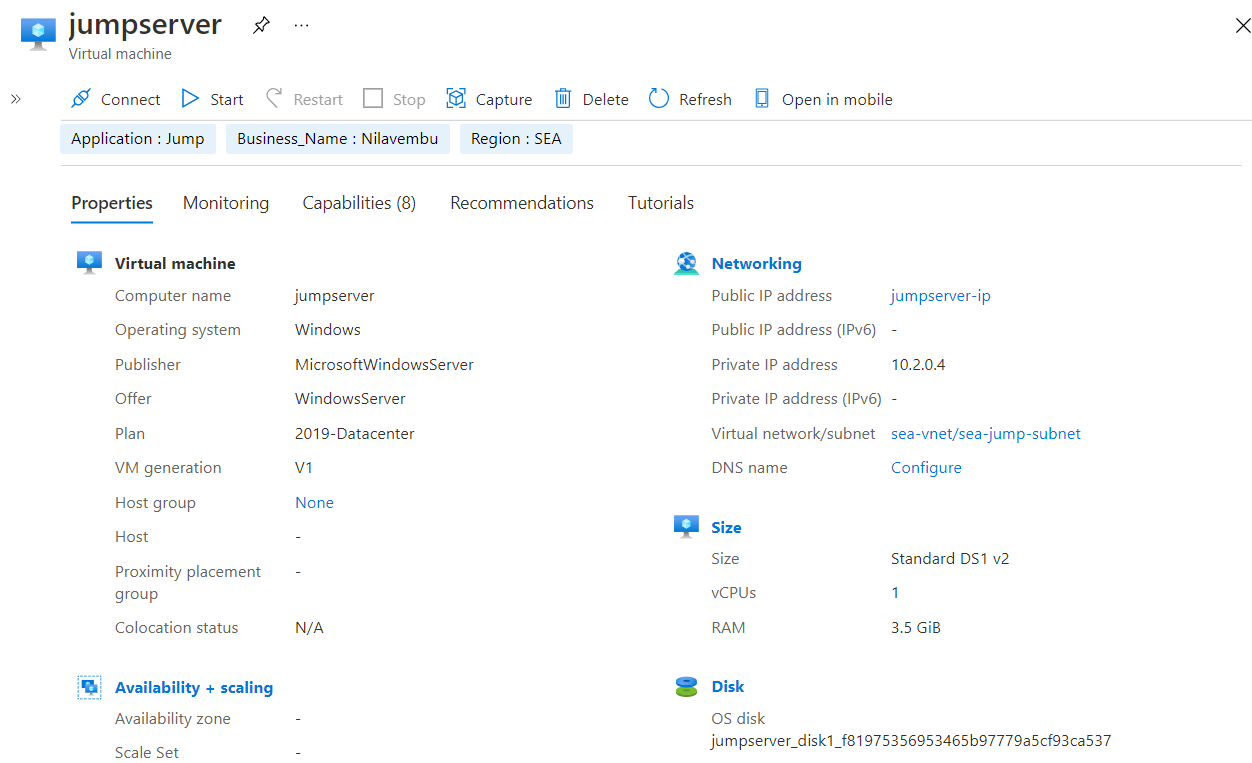 jumpserver
Virtual machine
Connect Start Restart Stop Capture Delete Refresh Open in mobile
Application : Jump Business_Name : Nilavembu Region : SEA
Properties Monitoring Capabilities (8) Recommendations Tutorials
Virtual machine
Computer name jumpserver
Operating system Windows
Publisher MicrosoftWindowsServer
Offer WindowsServer
Plan 2019-Datacenter
VM generation V1
Host group None
Host -
Proximity placement -
group
Colocation status N/A
Availability + scaling
Availability zone -
Scale Set -
Networking
Public IP address jumpserver-ip
Public IP address (IPv6) -
Private IP address 10.2.0.4
Private IP address (IPv6) -
Virtual network/subnet sea-vnet/sea-jump-subnet
DNS name Configure
Size
Size Standard DS1 v2
vCPUs 1
RAM 3.5 GiB
Disk
OS disk
jumpserver_disk1_f81975356953465b97779a5cf93ca537